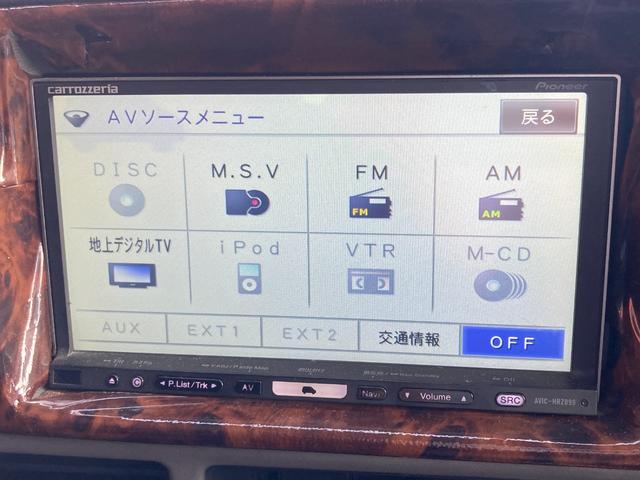 carrozzeria Pioneer
AVソースメニュー 戻る
DISC M.S.V FM AM
FM AM
地上デジタルTV iPod VTR M-CD
AUX EXT1 EXT2 交通情報 OFF
P.List/Trk AV Navi Volume SRC AVIC-HRZ099